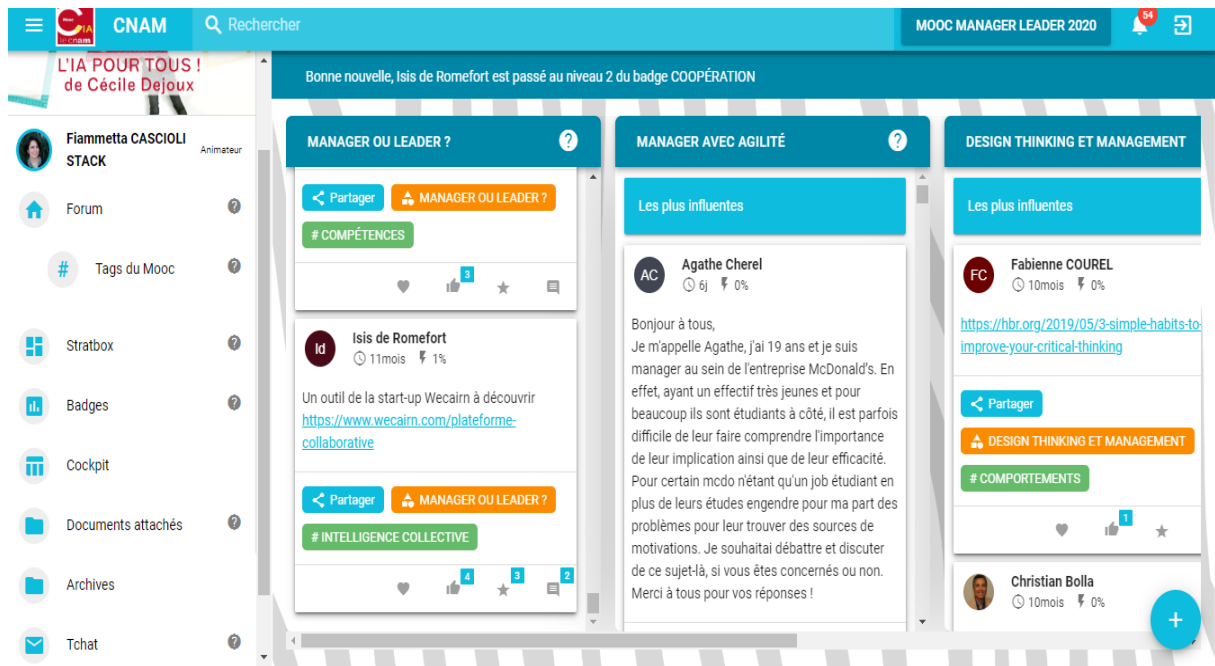 Mooc
CIA
le cnam
CNAM
Rechercher
MOOC MANAGER LEADER 2020
54
L'IA POUR TOUS !
de Cécile Dejoux
Fiammetta CASCIOLI
STACK
Animateur
Forum
?
#
Tags du Mooc
?
Stratbox
?
Badges
?
Cockpit
Documents attachés
?
Archives
Tchat
?
Bonne nouvelle, Isis de Romefort est passé au niveau 2 du badge COOPÉRATION
MANAGER OU LEADER ?
?
Partager
MANAGER OU LEADER ?
# COMPÉTENCES
3
Id
Isis de Romefort
11mois
1%
Un outil de la start-up Wecairn à découvrir
https://www.wecairn.com/plateforme-
collaborative
Partager
MANAGER OU LEADER ?
# INTELLIGENCE COLLECTIVE
4
3
2
MANAGER AVEC AGILITÉ
?
Les plus influentes
AC
Agathe Cherel
6j
0%
Bonjour à tous,
Je m'appelle Agathe, j'ai 19 ans et je suis
manager au sein de l'entreprise McDonald's. En
effet, ayant un effectif très jeunes et pour
beaucoup ils sont étudiants à côté, il est parfois
difficile de leur faire comprendre l'importance
de leur implication ainsi que de leur efficacité.
Pour certain mcdo n'étant qu'un job étudiant en
plus de leurs études engendre pour ma part des
problèmes pour leur trouver des sources de
motivations. Je souhaitai débattre et discuter
de ce sujet-là, si vous êtes concernés ou non.
Merci à tous pour vos réponses !
DESIGN THINKING ET MANAGEMENT
Les plus influentes
FC
Fabienne COUREL
10mois
0%
https://hbr.org/2019/05/3-simple-habits-to-
improve-your-critical-thinking
Partager
DESIGN THINKING ET MANAGEMENT
# COMPORTEMENTS
1
Christian Bolla
10mois
0%
+